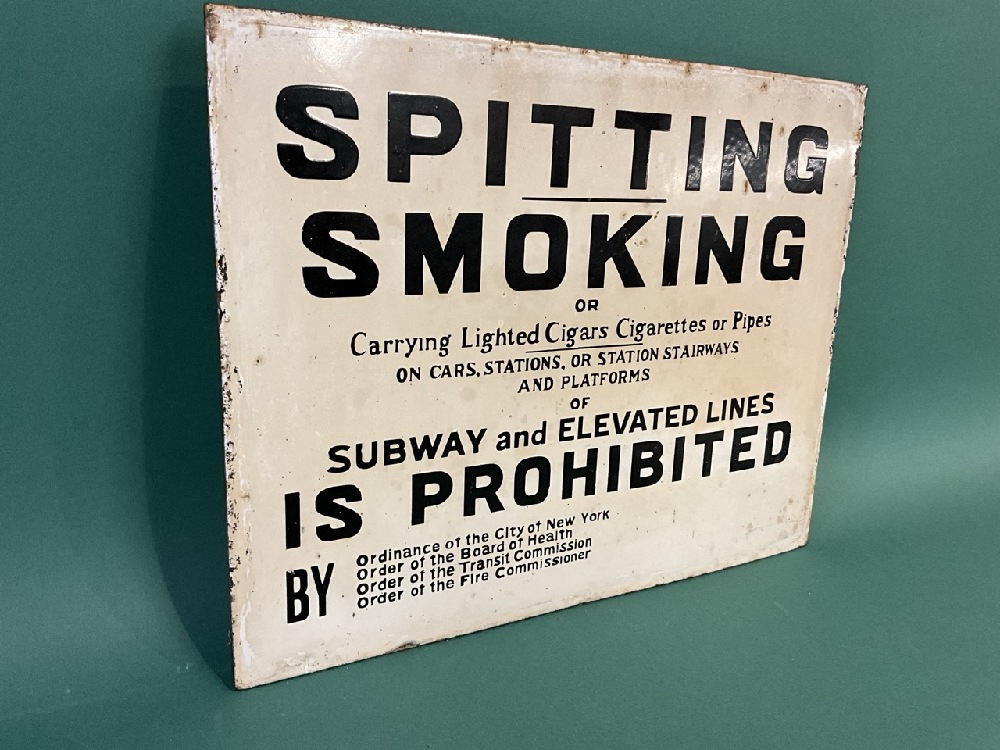 SPITTING
SMOKING
OR
Carrying Lighted Cigars Cigarettes or Pipes
ON CARS, STATIONS, OR STATION STAIRWAYS
AND PLATFORMS
OF
SUBWAY and ELEVATED LINES
IS PROHIBITED
BY
Ordinance of the City of New York
Order of the Board of Health
Order of the Transit Commission
Order of the Fire Commissioner